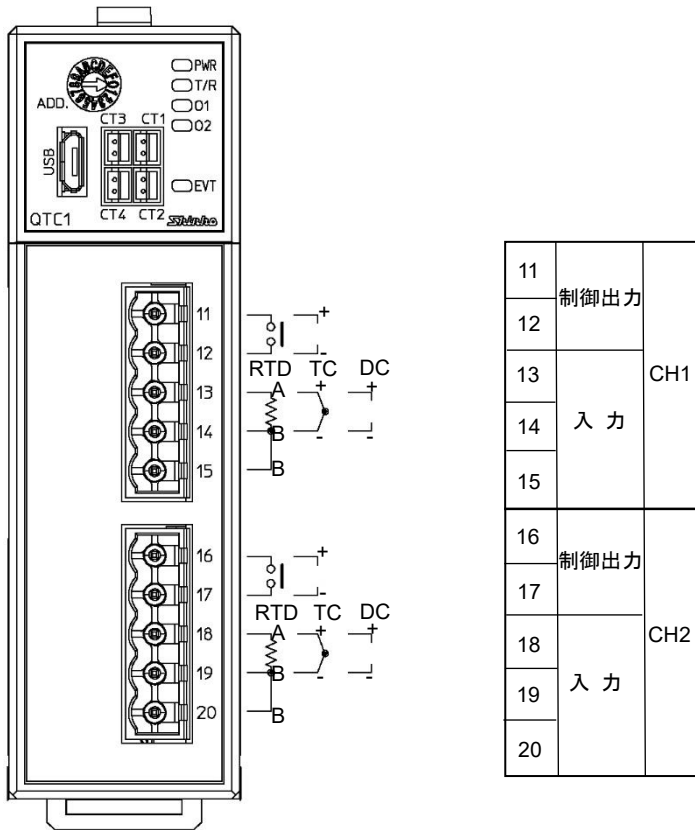 PWR
T/R
O1
O2
ADD.
CT3 CT1
USB
EVT
CT4 CT2
QTC1
Shinko
11 +
12 -
RTD TC DC
13 A + +
14 B - -
15 B
16 +
17 -
RTD TC DC
18 A + +
19 B - -
20 B
11
制御出力
12
13
CH1
14
入 力
15
16
制御出力
17
18
CH2
19
入 力
20